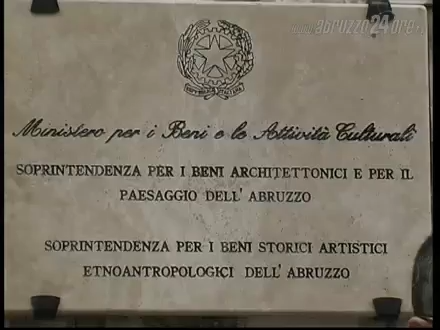 www.abruzzo24ore.tv
REPVBBLICA ITALIANA
Ministero per i Beni e le Attività Culturali
SOPRINTENDENZA PER I BENI ARCHITETTONICI E PER IL
PAESAGGIO DELL' ABRUZZO
SOPRINTENDENZA PER I BENI STORICI ARTISTICI
ETNOANTROPOLOGICI DELL' ABRUZZO